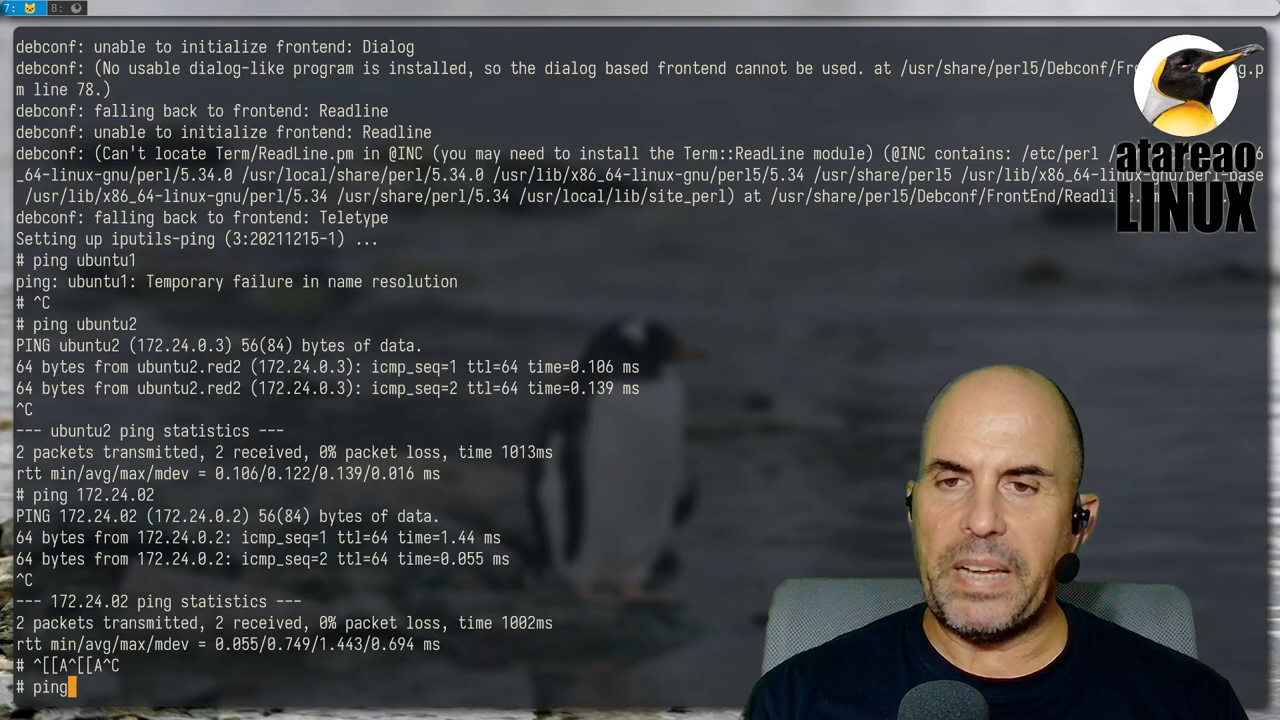 7: 8:
debconf: unable to initialize frontend: Dialog
debconf: (No usable dialog-like program is installed, so the dialog based frontend cannot be used. at /usr/share/perl5/Debconf/Fr g.p
m line 78.)
debconf: falling back to frontend: Readline
debconf: unable to initialize frontend: Readline
debconf: (Can't locate Term/ReadLine.pm in @INC (you may need to install the Term::ReadLine module) (@INC contains: /etc/perl / 6
_64-linux-gnu/perl/5.34.0 /usr/local/share/perl/5.34.0 /usr/lib/x86_64-linux-gnu/perl5/5.34 /usr/share/perl5 /usr/lib/x86_64-linux-gnu/perl-base
/usr/lib/x86_64-linux-gnu/perl/5.34 /usr/share/perl/5.34 /usr/local/lib/site_perl) at /usr/share/perl5/Debconf/FrontEnd/Readli
debconf: falling back to frontend: Teletype
Setting up iputils-ping (3:20211215-1) ...
# ping ubuntu1
ping: ubuntu1: Temporary failure in name resolution
# ^C
# ping ubuntu2
PING ubuntu2 (172.24.0.3) 56(84) bytes of data.
64 bytes from ubuntu2.red2 (172.24.0.3): icmp_seq=1 ttl=64 time=0.106 ms
64 bytes from ubuntu2.red2 (172.24.0.3): icmp_seq=2 ttl=64 time=0.139 ms
^C
--- ubuntu2 ping statistics ---
2 packets transmitted, 2 received, 0% packet loss, time 1013ms
rtt min/avg/max/mdev = 0.106/0.122/0.139/0.016 ms
# ping 172.24.02
PING 172.24.02 (172.24.0.2) 56(84) bytes of data.
64 bytes from 172.24.0.2: icmp_seq=1 ttl=64 time=1.44 ms
64 bytes from 172.24.0.2: icmp_seq=2 ttl=64 time=0.055 ms
^C
--- 172.24.02 ping statistics ---
2 packets transmitted, 2 received, 0% packet loss, time 1002ms
rtt min/avg/max/mdev = 0.055/0.749/1.443/0.694 ms
# ^[[A^[[A^C
# ping
atareao
LINUX